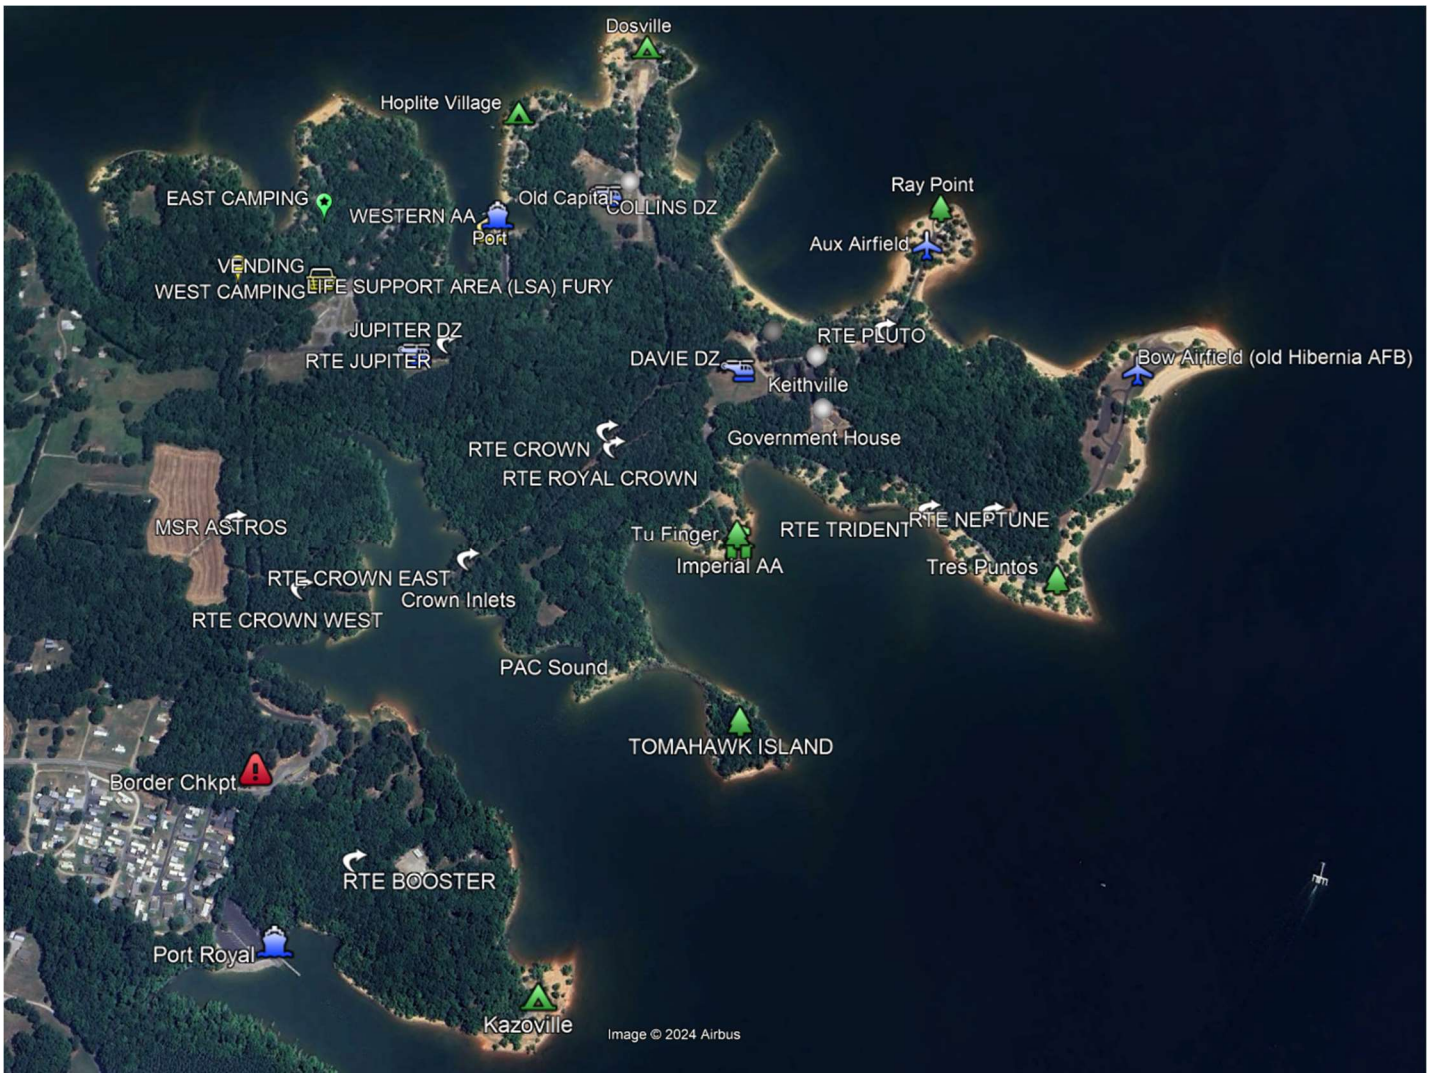 Dosville
Hoplite Village
Ray Point
EAST CAMPING
Old Capital
COLLINS DZ
WESTERN AA
Port
Aux Airfield
VENDING
WEST CAMPING
LIFE SUPPORT AREA (LSA) FURY
JUPITER DZ
RTE PLUTO
RTE JUPITER
DAVIE DZ
Bow Airfield (old Hibernia AFB)
Keithville
Government House
RTE CROWN
RTE ROYAL CROWN
MSR ASTROS
RTE TRIDENT
RTE NEPTUNE
Tu Finger
Imperial AA
Tres Puntos
RTE CROWN EAST
Crown Inlets
RTE CROWN WEST
PAC Sound
TOMAHAWK ISLAND
Border Chkpt
RTE BOOSTER
Port Royal
Kazoville
Image © 2024 Airbus